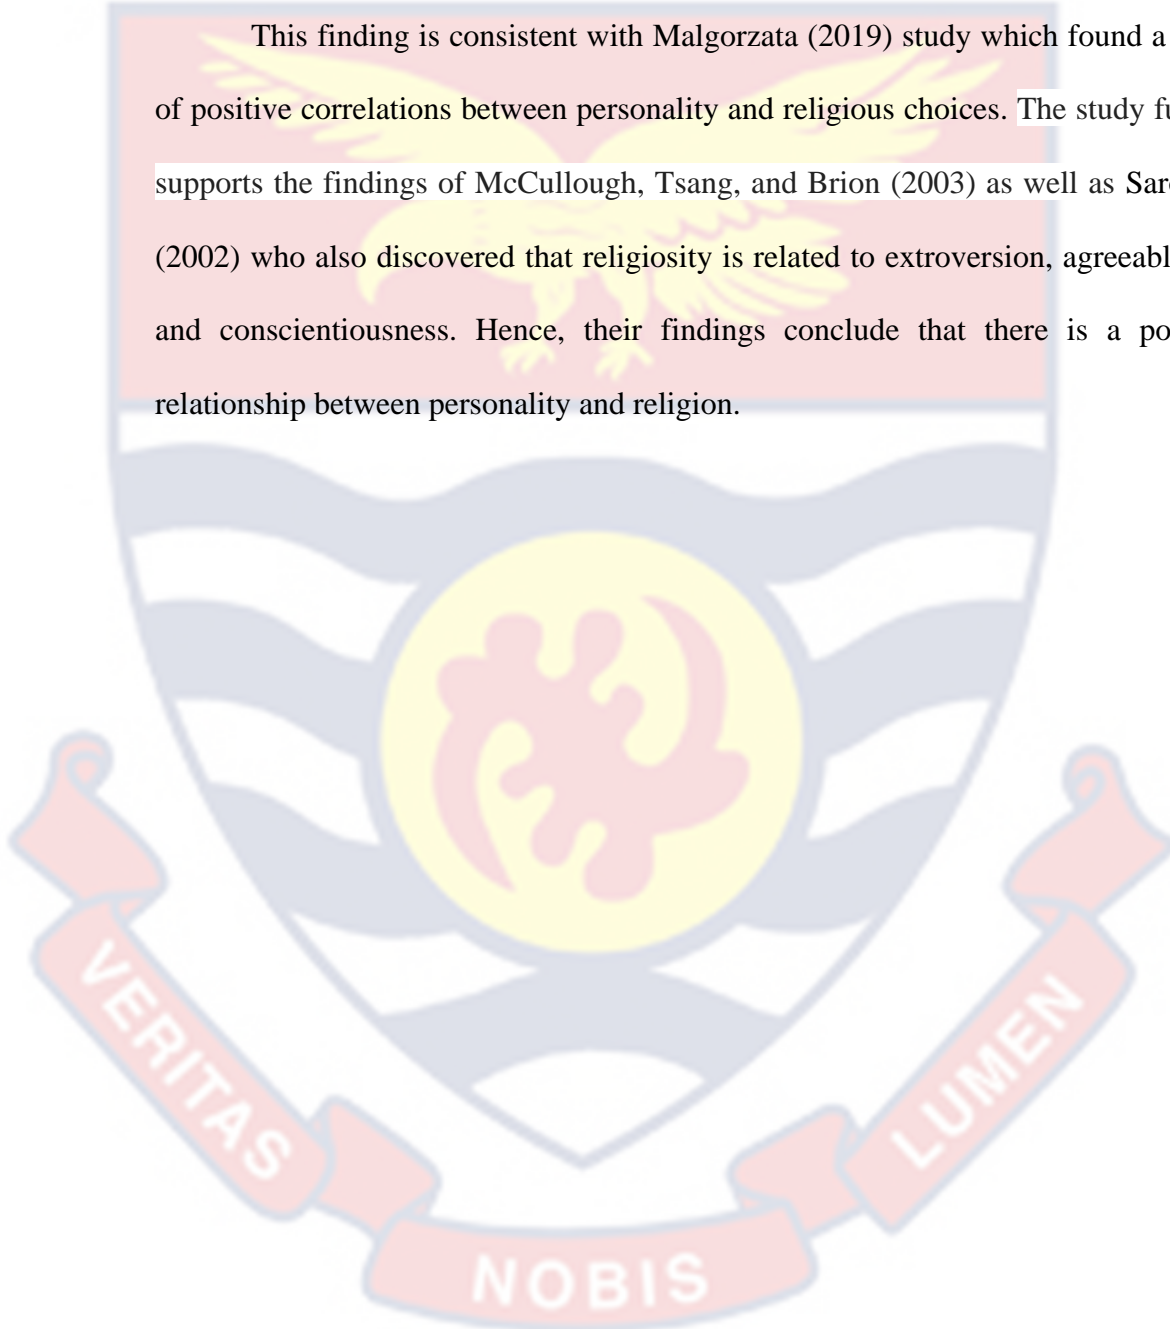 This finding is consistent with Malgorzata (2019) study which found a
of positive correlations between personality and religious choices. The study fu
supports the findings of McCullough, Tsang, and Brion (2003) as well as Saro
(2002) who also discovered that religiosity is related to extroversion, agreeabl
and conscientiousness. Hence, their findings conclude that there is a po
relationship between personality and religion.
VERITAS
NOBIS
LUMEN